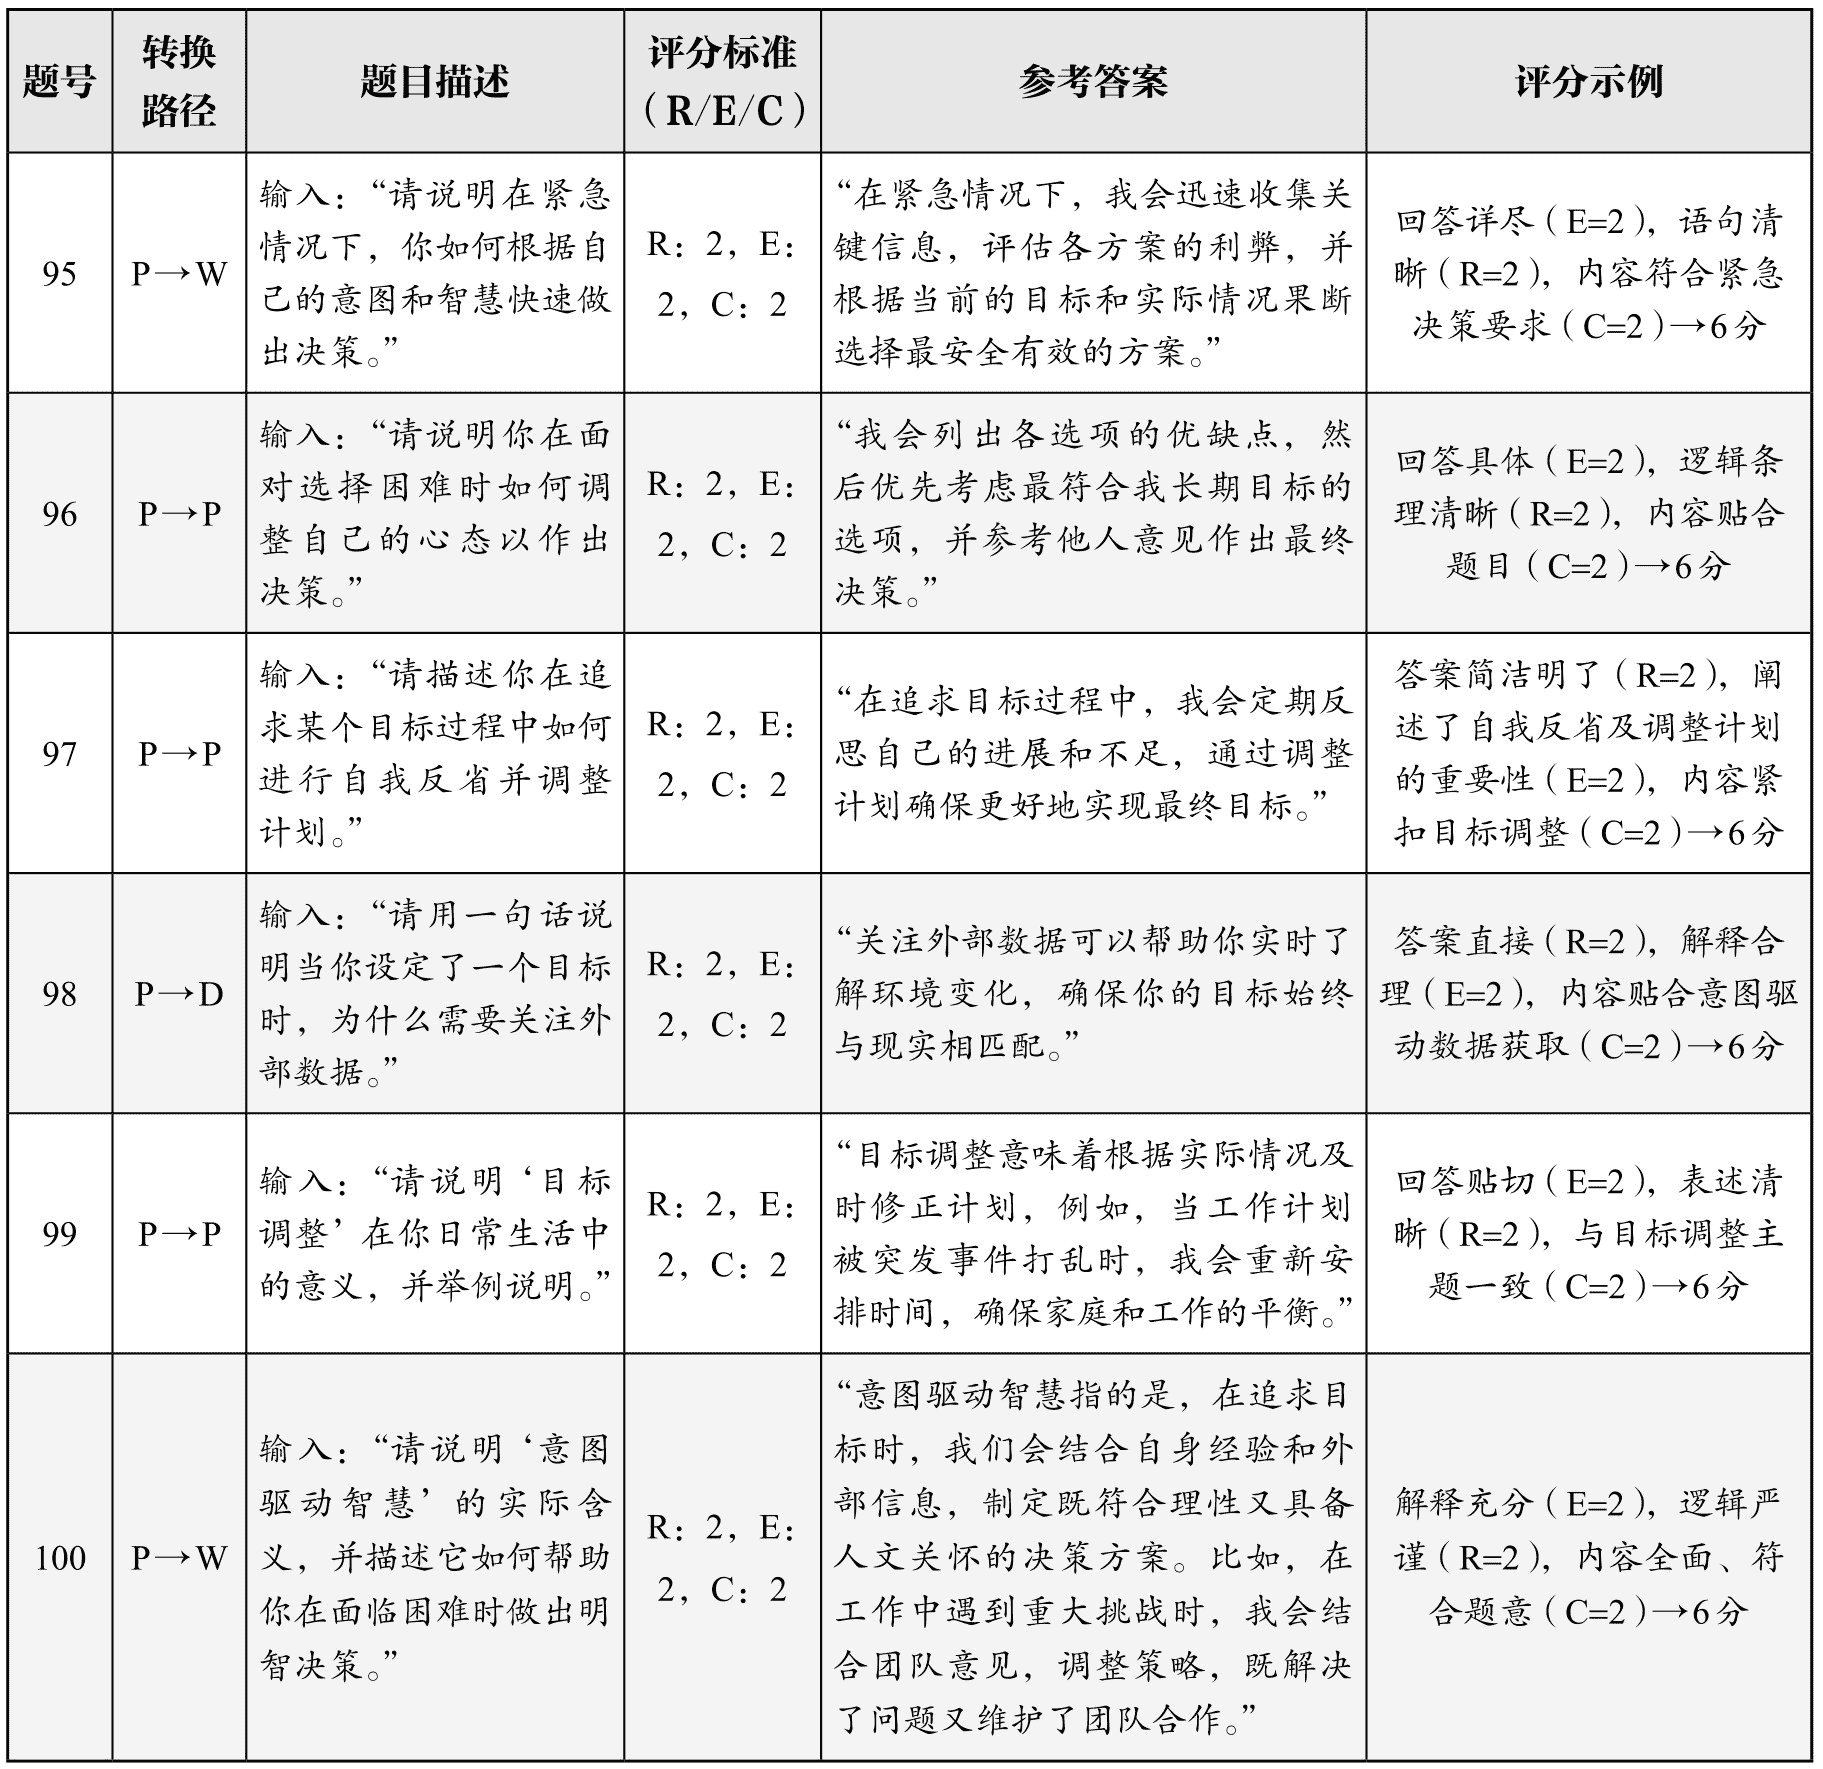 题号
转换
路径
题目描述
评分标准
（R/E/C）
参考答案
评分示例
95
P→W
输入：“请说明在紧急
情况下，你如何根据自
己的意图和智慧快速做
出决策。”
R：2，E：
2，C：2
“在紧急情况下，我会迅速收集关
键信息，评估各方案的利弊，并
根据当前的目标和实际情况果断
选择最安全有效的方案。”
回答详尽（E=2），语句清
晰（R=2），内容符合紧急
决策要求（C=2）→6分
96
P→P
输入：“请说明你在面
对选择困难时如何调
整自己的心态以作出
决策。”
R：2，E：
2，C：2
“我会列出各选项的优缺点，然
后优先考虑最符合我长期目标的
选项，并参考他人意见作出最终
决策。”
回答具体（E=2），逻辑条
理清晰（R=2），内容贴合
题目（C=2）→6分
97
P→P
输入：“请描述你在追
求某个目标过程中如何
进行自我反省并调整
计划。”
R：2，E：
2，C：2
“在追求目标过程中，我会定期反
思自己的进展和不足，通过调整
计划确保更好地实现最终目标。”
答案简洁明了（R=2），阐
述了自我反省及调整计划
的重要性（E=2），内容紧
扣目标调整（C=2）→6分
98
P→D
输入：“请用一句话说
明当你设定了一个目标
时，为什么需要关注外
部数据。”
R：2，E：
2，C：2
“关注外部数据可以帮助你实时了
解环境变化，确保你的目标始终
与现实相匹配。”
答案直接（R=2），解释合
理（E=2），内容贴合意图驱
动数据获取（C=2）→6分
99
P→P
输入：“请说明‘目标
调整’在你日常生活中
的意义，并举例说明。”
R：2，E：
2，C：2
“目标调整意味着根据实际情况及
时修正计划，例如，当工作计划
被突发事件打乱时，我会重新安
排时间，确保家庭和工作的平衡。”
回答贴切（E=2），表述清
晰（R=2），与目标调整主
题一致（C=2）→6分
100
P→W
输入：“请说明‘意图
驱动智慧’的实际含
义，并描述它如何帮助
你在面临困难时做出明
智决策。”
R：2，E：
2，C：2
“意图驱动智慧指的是，在追求目
标时，我们会结合自身经验和外
部信息，制定既符合理性又具备
人文关怀的决策方案。比如，在
工作中遇到重大挑战时，我会结
合团队意见，调整策略，既解决
了问题又维护了团队合作。”
解释充分（E=2），逻辑严
谨（R=2），内容全面、符
合题意（C=2）→6分